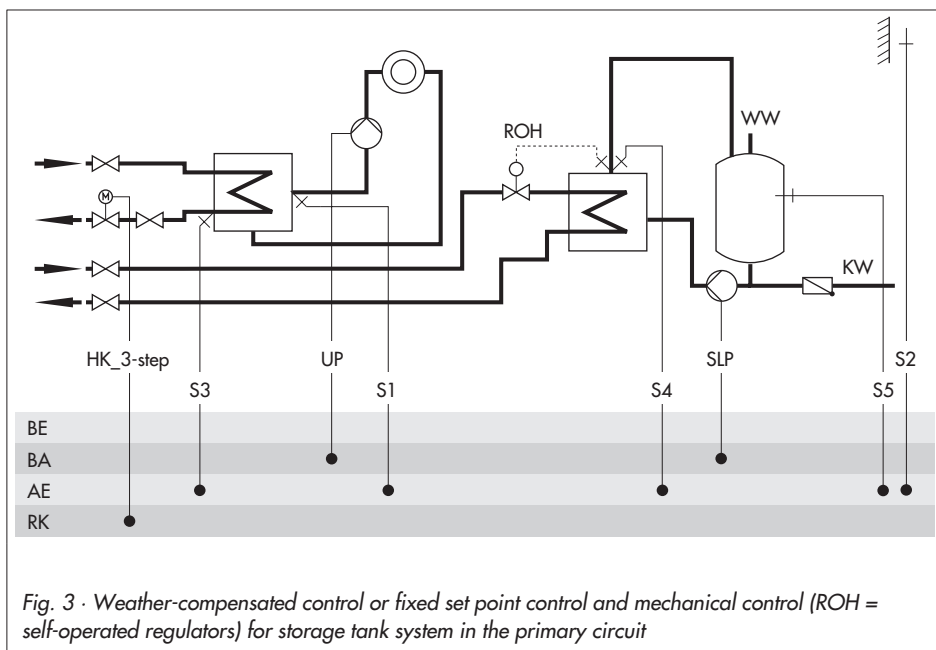 ROH
WW
M
KW
HK_3-step
UP
SLP
S2
S3
S1
S4
S5
BE
BA
AE
RK
Fig. 3 · Weather-compensated control or fixed set point control and mechanical control (ROH =
self-operated regulators) for storage tank system in the primary circuit